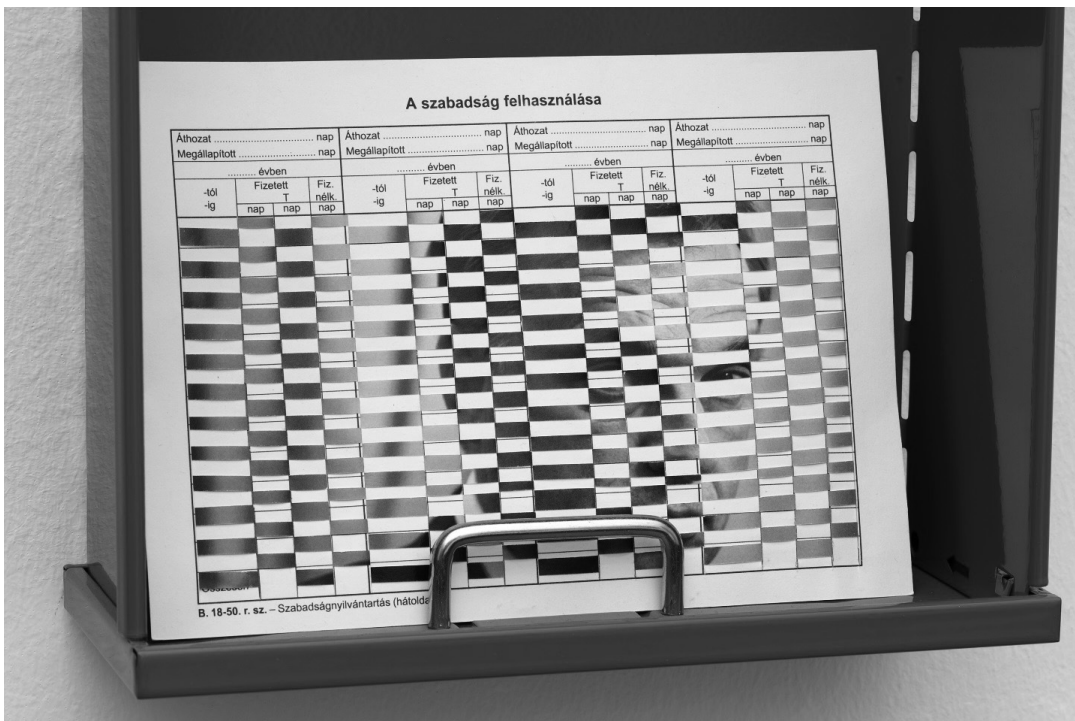 A szabadság felhasználása
Áthozat .............................. nap Áthozat .............................. nap Áthozat .............................. nap Áthozat .............................. nap
Megállapított ........................ nap Megállapított ........................ nap Megállapított ........................ nap Megállapított ........................ nap
......... évben ......... évben ......... évben ......... évben
-tól -ig Fizetett T Fiz. nélk. -tól -ig Fizetett T Fiz. nélk. -tól -ig Fizetett T Fiz. nélk. -tól -ig Fizetett T Fiz. nélk.
nap nap nap nap nap nap nap nap nap nap nap nap
B. 18-50. r. sz. – Szabadságnyilvántartás (hátolda